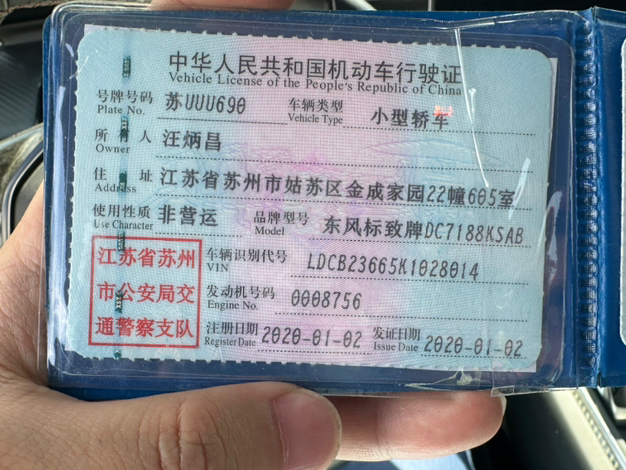 中华人民共和国机动车行驶证
Vehicle License of the People's Republic of China
号牌号码 苏UUU690 车辆类型 小型轿车
Plate No. Vehicle Type
所有人 汪炳昌
Owner
住址 江苏省苏州市姑苏区金成家园22幢605室
Address
使用性质 非营运 品牌型号 东风标致牌DC7188KSAB
Use Character Model
江苏省苏州
市公安局交
通警察支队
车辆识别代号 LDCB23665K1028014
VIN
发动机号码 0008756
Engine No.
注册日期 2020-01-02 发证日期 2020-01-02
Register Date Issue Date